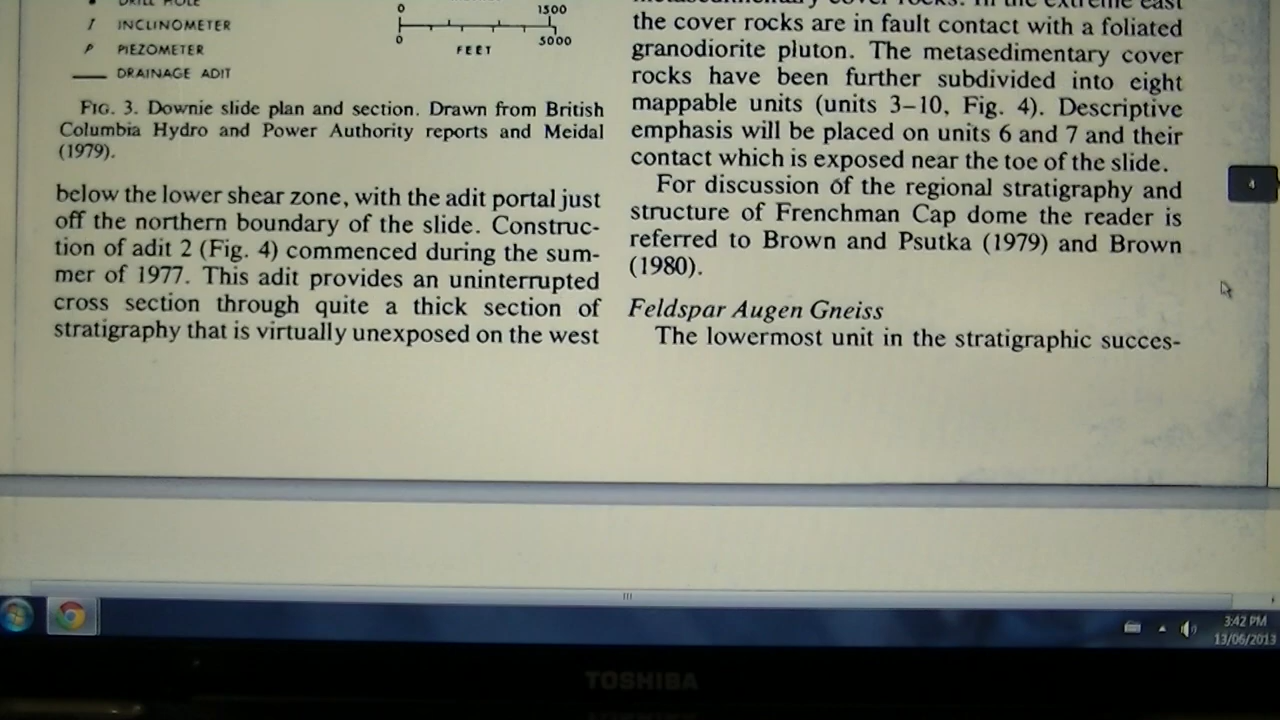 DRILL HOLE
I INCLINOMETER
P PIEZOMETER
DRAINAGE ADIT
0 1500
0 5000
FEET
FIG. 3. Downie slide plan and section. Drawn from British
Columbia Hydro and Power Authority reports and Meidal
(1979).
below the lower shear zone, with the adit portal just
off the northern boundary of the slide. Construc-
tion of adit 2 (Fig. 4) commenced during the sum-
mer of 1977. This adit provides an uninterrupted
cross section through quite a thick section of
stratigraphy that is virtually unexposed on the west
metasedimentary cover rocks. In the extreme east
the cover rocks are in fault contact with a foliated
granodiorite pluton. The metasedimentary cover
rocks have been further subdivided into eight
mappable units (units 3–10, Fig. 4). Descriptive
emphasis will be placed on units 6 and 7 and their
contact which is exposed near the toe of the slide.
For discussion of the regional stratigraphy and
structure of Frenchman Cap dome the reader is
referred to Brown and Psutka (1979) and Brown
(1980).
Feldspar Augen Gneiss
The lowermost unit in the stratigraphic succes-
4
3:42 PM
13/06/2013
TOSHIBA